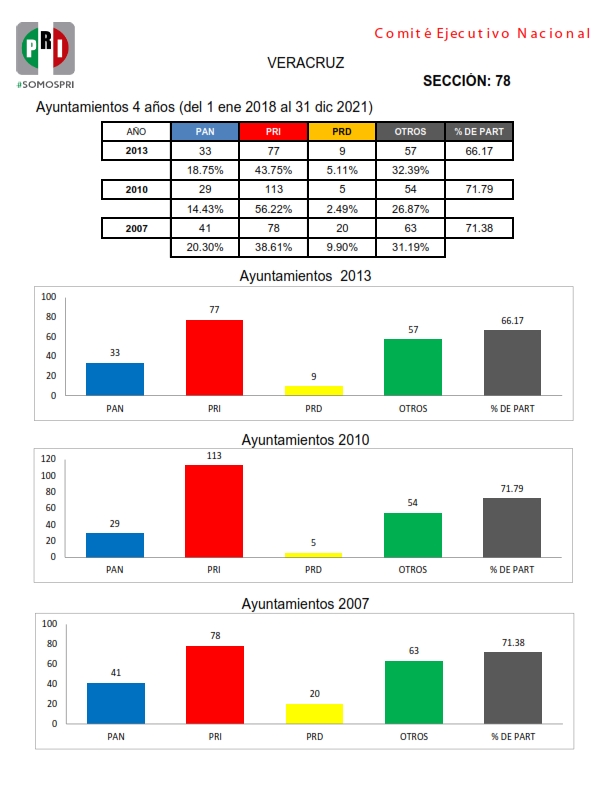 Comité Ejecutivo Nacional
PRI
#SOMOSPRI
VERACRUZ
SECCIÓN: 78
Ayuntamientos 4 años (del 1 ene 2018 al 31 dic 2021)
AÑO PAN PRI PRD OTROS % DE PART
2013 33 77 9 57 66.17
18.75% 43.75% 5.11% 32.39%
2010 29 113 5 54 71.79
14.43% 56.22% 2.49% 26.87%
2007 41 78 20 63 71.38
20.30% 38.61% 9.90% 31.19%
Ayuntamientos 2013
100
80
60
40
20
0
33 77 9 57 66.17
PAN PRI PRD OTROS % DE PART
Ayuntamientos 2010
120
100
80
60
40
20
0
29 113 5 54 71.79
PAN PRI PRD OTROS % DE PART
Ayuntamientos 2007
100
80
60
40
20
0
41 78 20 63 71.38
PAN PRI PRD OTROS % DE PART